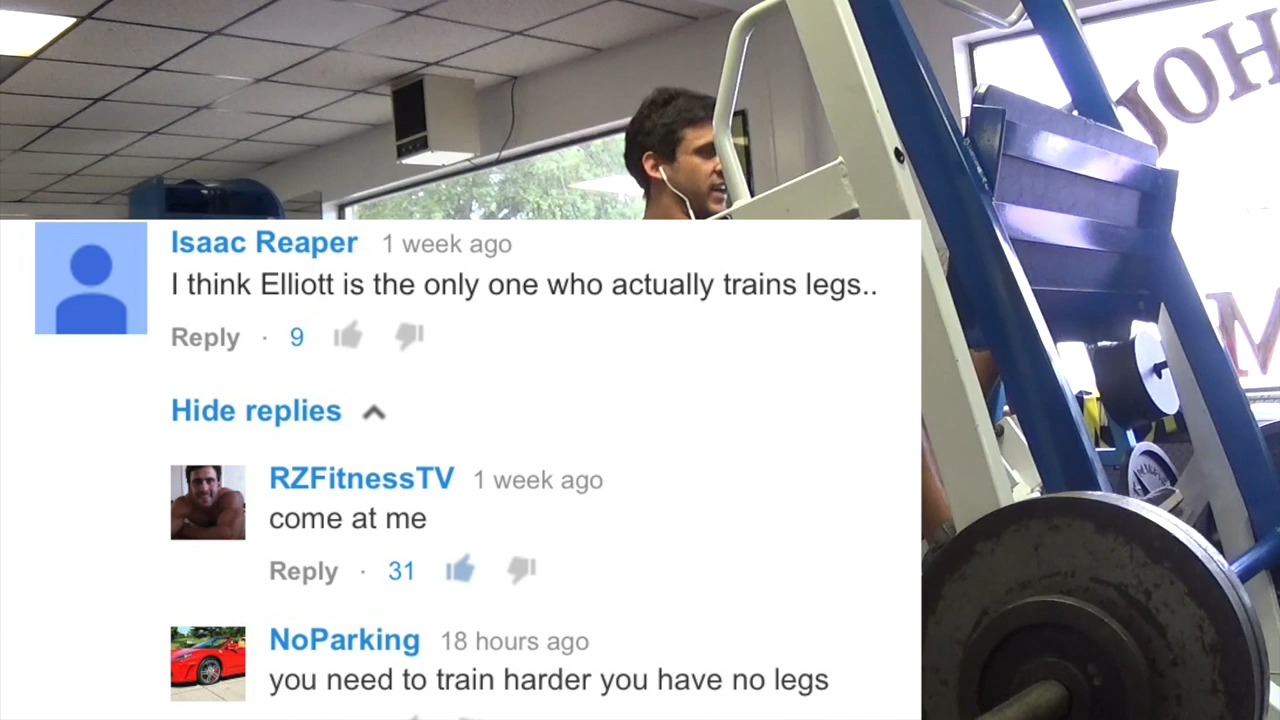 JOH
M
Isaac Reaper 1 week ago
I think Elliott is the only one who actually trains legs..
Reply · 9
Hide replies
RZFitnessTV 1 week ago
come at me
Reply · 31
NoParking 18 hours ago
you need to train harder you have no legs